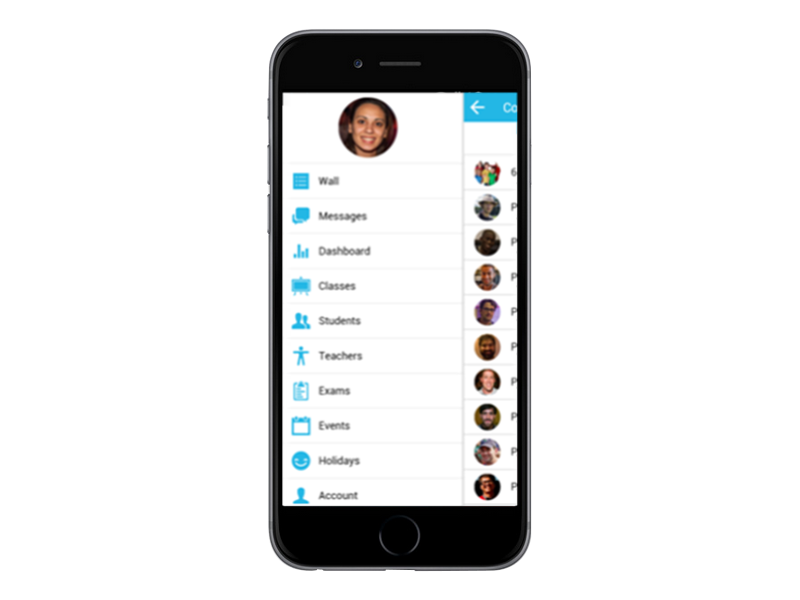 Co
Wall
6
Messages
P
Dashboard
P
Classes
P
Students
P
Teachers
P
Exams
P
Events
P
Holidays
P
Account
P